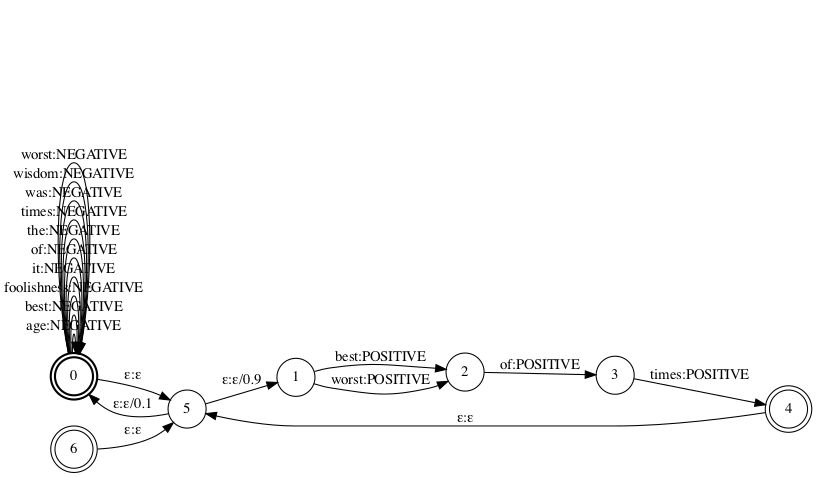 worst:NEGATIVE
wisdom:NEGATIVE
was:NEGATIVE
times:NEGATIVE
the:NEGATIVE
of:NEGATIVE
it:NEGATIVE
foolishness:NEGATIVE
best:NEGATIVE
age:NEGATIVE
0
ε:ε
ε:ε/0.1
5
6
ε:ε
ε:ε/0.9
1
best:POSITIVE
worst:POSITIVE
2
of:POSITIVE
3
times:POSITIVE
4
ε:ε